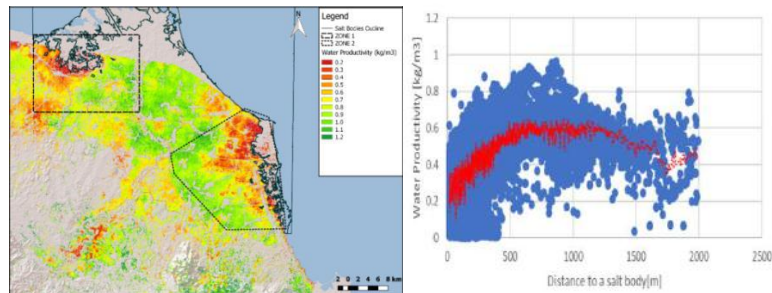 N
Legend
Salt Bodies Outline
ZONE 1
ZONE 2
Water Productivity (kg/m3)
0.2
0.3
0.4
0.5
0.6
0.7
0.8
0.9
1.0
1.1
1.2
2 0 2 4 6 8 km
Water Productivity [kg/m3]
1.2
1
0.8
0.6
0.4
0.2
0
0 500 1000 1500 2000 2500
Distance to a salt body[m]